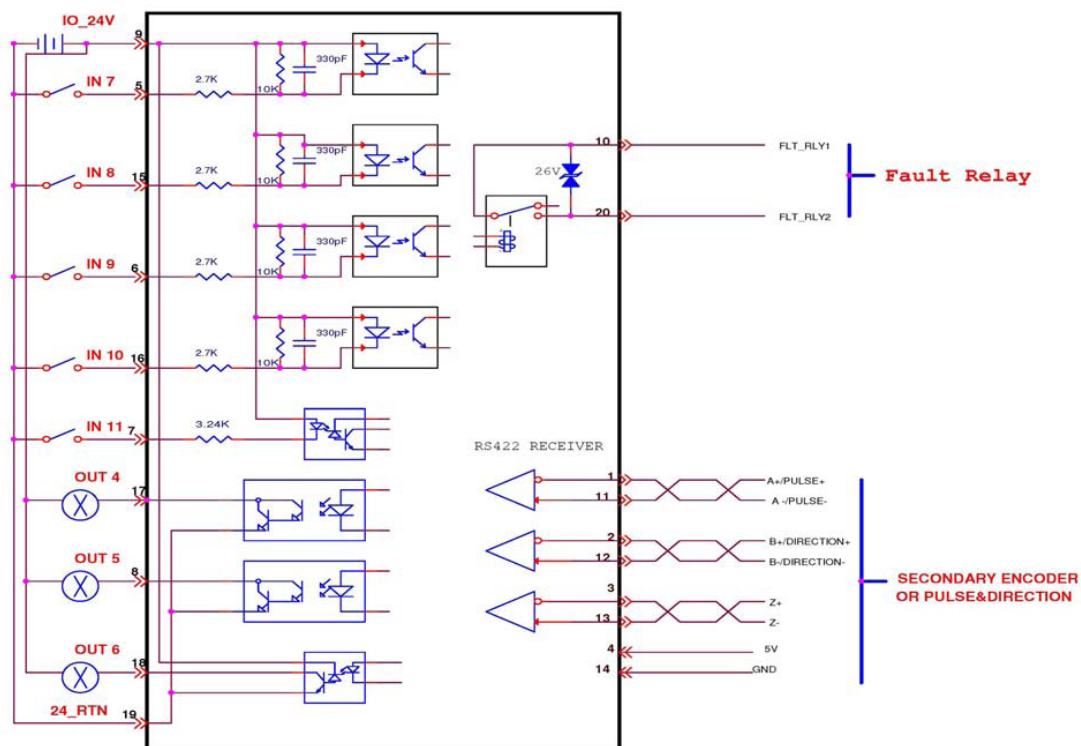 IO_24V
9
330pF
IN 7
5
2.7K
10K
IN 8
15
2.7K
330pF
10K
10
FLT_RLY1
26V
Fault Relay
20
FLT_RLY2
IN 9
6
2.7K
330pF
10K
IN 10
16
2.7K
330pF
10K
IN 11
7
3.24K
RS422 RECEIVER
OUT 4
17
1
A+/PULSE+
11
A-/PULSE-
OUT 5
8
2
B+/DIRECTION+
12
B-/DIRECTION-
3
Z+
13
Z-
SECONDARY ENCODER
OR PULSE&DIRECTION
OUT 6
18
4
5V
14
GND
24_RTN
19